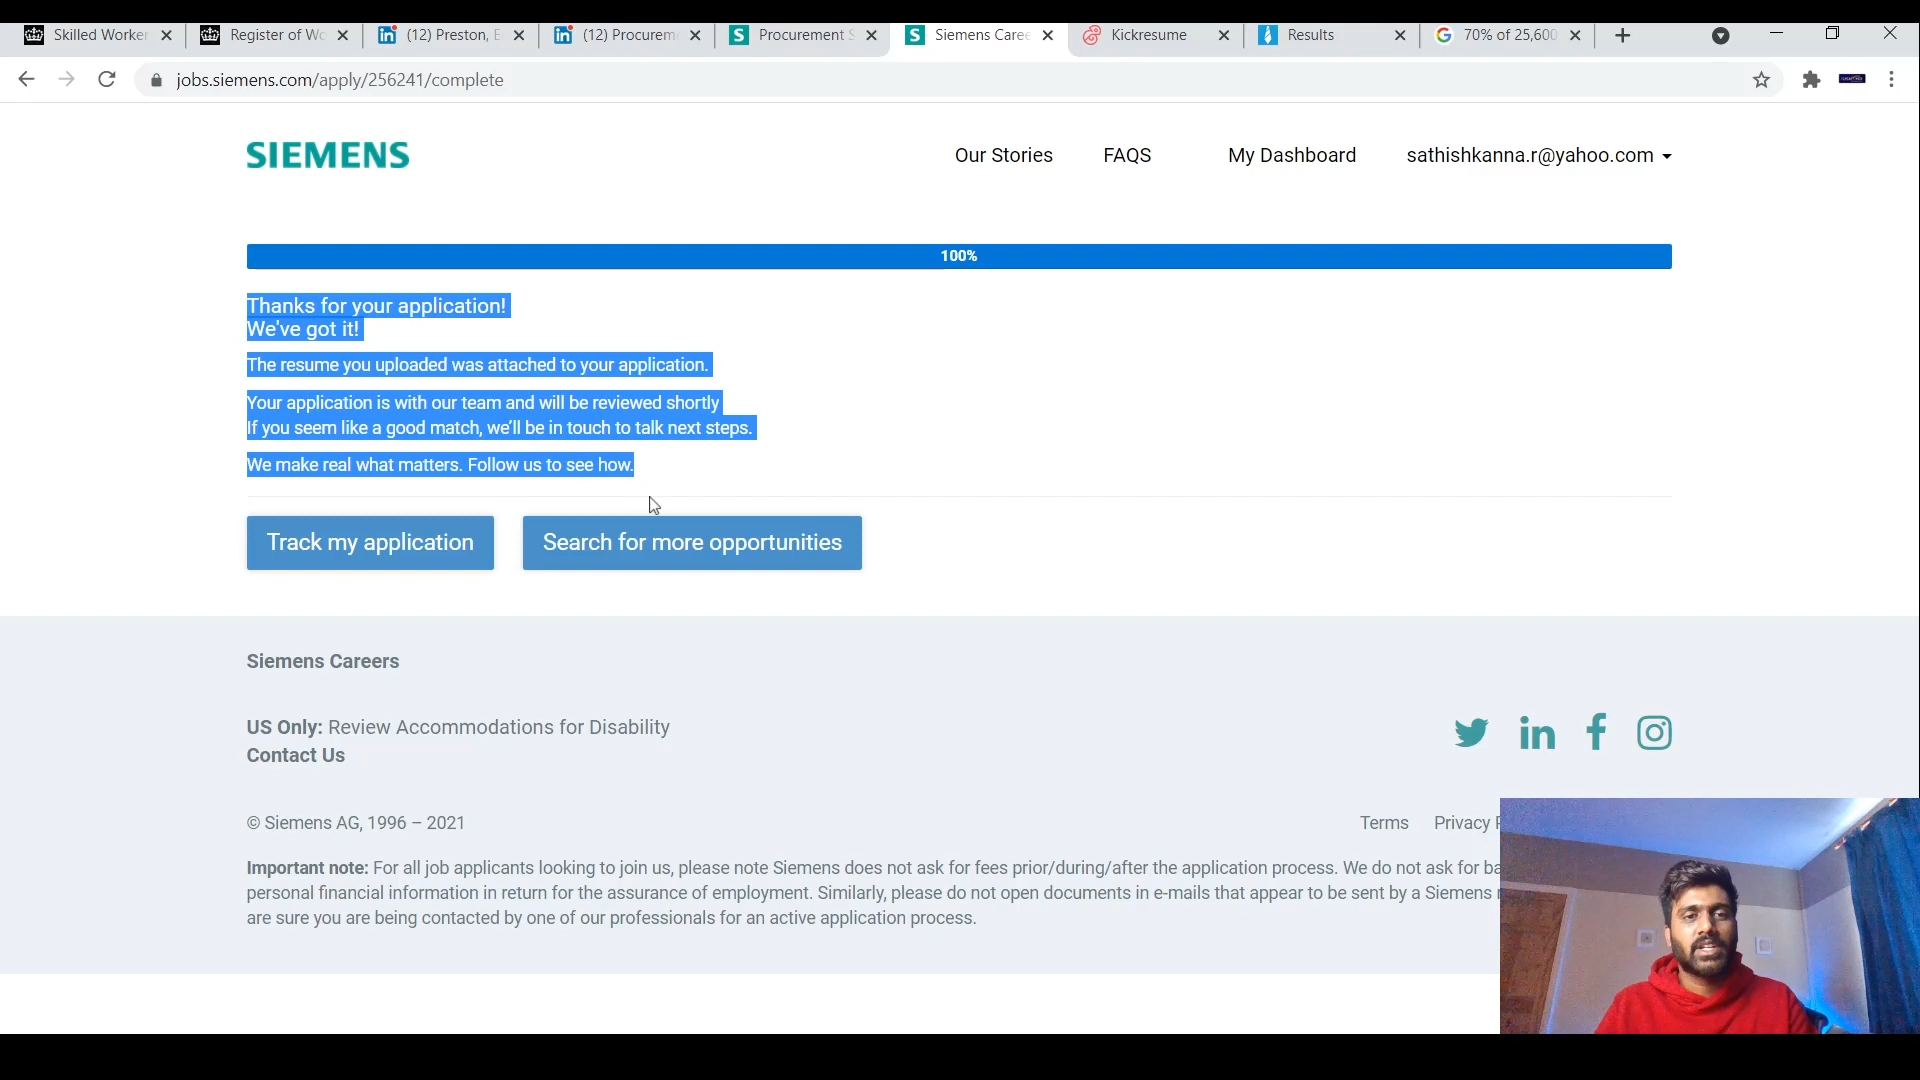 Skilled Worker
Register of Wo
(12) Preston, E
(12) Procurem
Procurement S
Siemens Caree
Kickresume
Results
70% of 25,600
jobs.siemens.com/apply/256241/complete
SIEMENS
Our Stories
FAQS
My Dashboard
sathishkanna.r@yahoo.com
100%
Thanks for your application!
We've got it!
The resume you uploaded was attached to your application.
Your application is with our team and will be reviewed shortly
If you seem like a good match, we'll be in touch to talk next steps.
We make real what matters. Follow us to see how.
Track my application
Search for more opportunities
Siemens Careers
US Only: Review Accommodations for Disability
Contact Us
© Siemens AG, 1996 – 2021
Terms
Privacy P
Important note: For all job applicants looking to join us, please note Siemens does not ask for fees prior/during/after the application process. We do not ask for ba
personal financial information in return for the assurance of employment. Similarly, please do not open documents in e-mails that appear to be sent by a Siemens r
are sure you are being contacted by one of our professionals for an active application process.